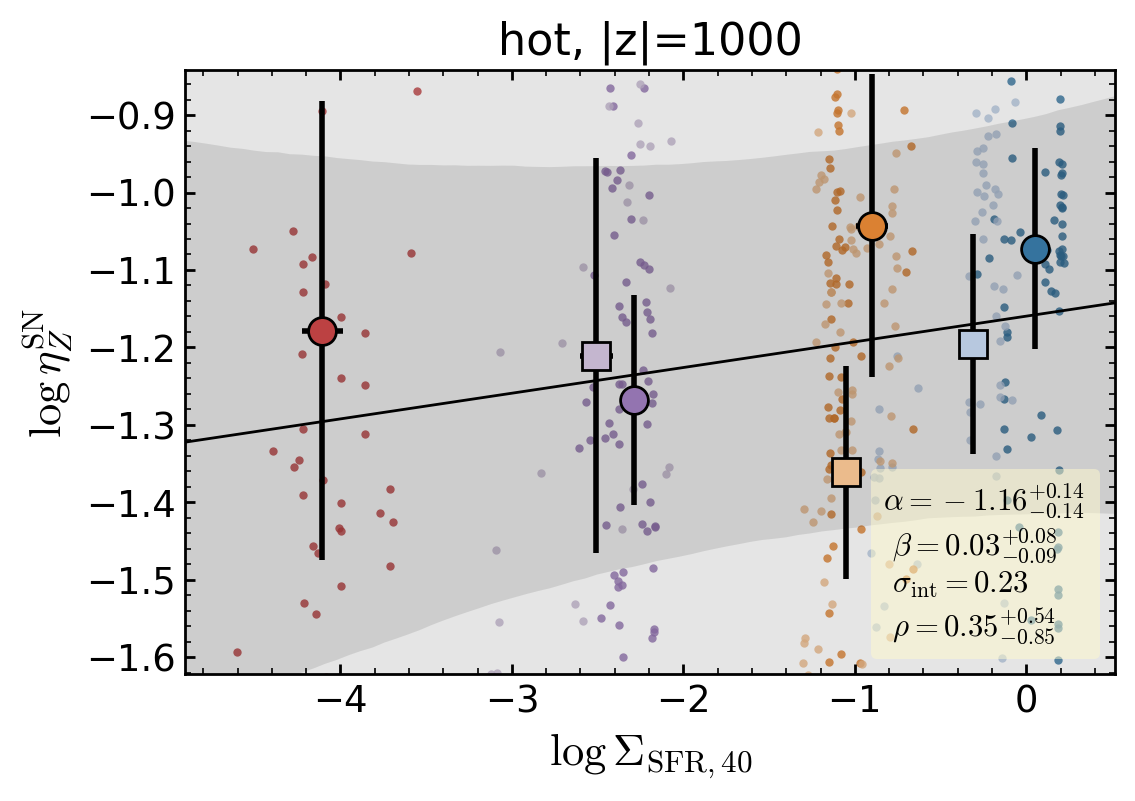 hot, |z|=1000
log η_Z^SN
−0.9
−1.0
−1.1
−1.2
−1.3
−1.4
−1.5
−1.6
α = −1.16^{+0.14}_{−0.14}
β = 0.03^{+0.08}_{−0.09}
σ_int = 0.23
ρ = 0.35^{+0.54}_{−0.85}
−4 −3 −2 −1 0
log Σ_{SFR, 40}